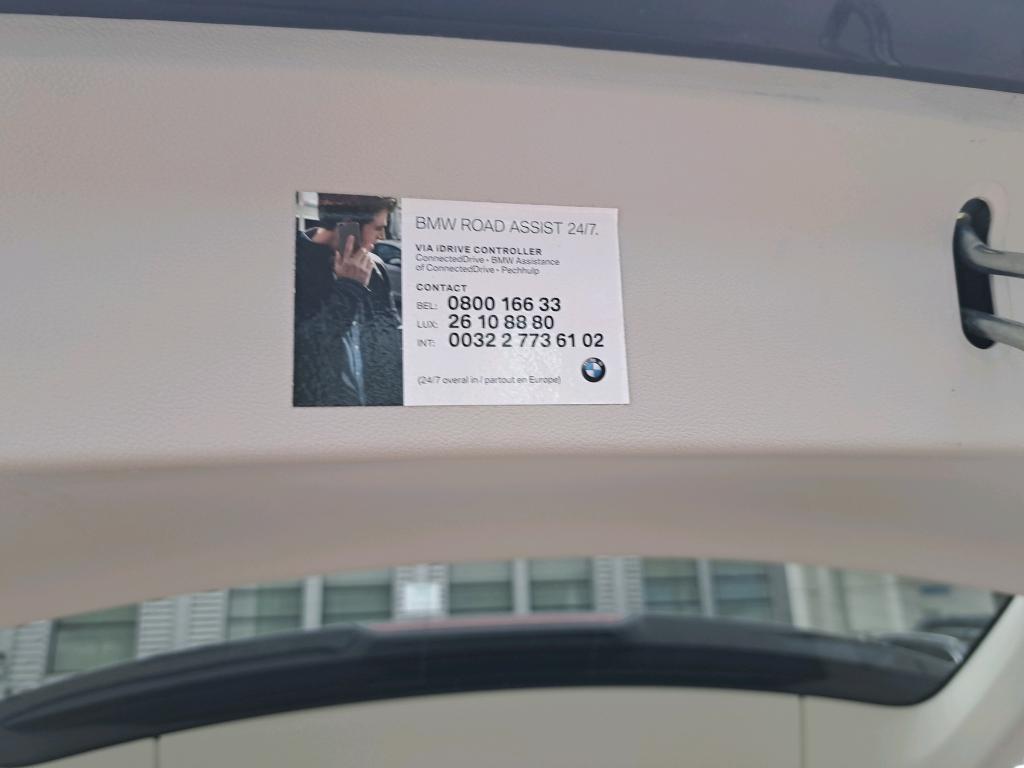 BMW ROAD ASSIST 24/7.
VIA iDRIVE CONTROLLER
ConnectedDrive • BMW Assistance
of ConnectedDrive • Pechhulp
CONTACT
BEL: 0800 166 33
LUX: 26 10 88 80
INT: 0032 2 773 61 02
(24/7 overal in / partout en Europe)